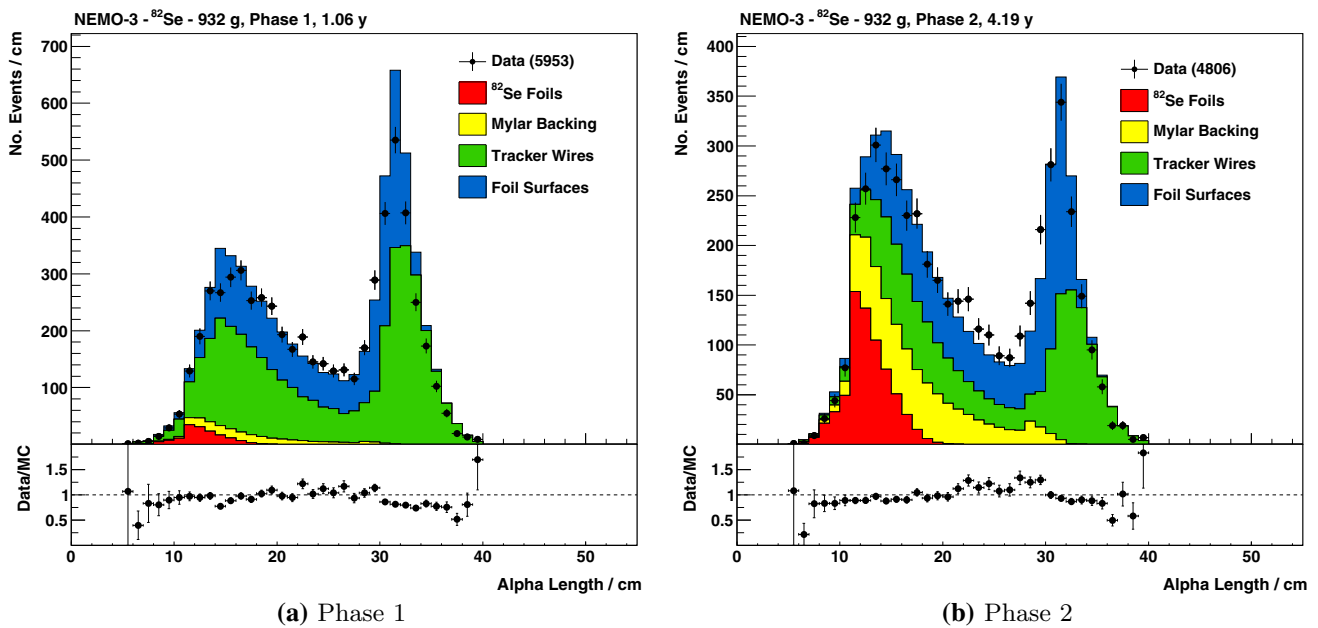 NEMO-3 - ⁸²Se - 932 g, Phase 1, 1.06 y
No. Events / cm
700
600
500
400
300
200
100
Data (5953)
⁸²Se Foils
Mylar Backing
Tracker Wires
Foil Surfaces
Data/MC
1.5
1
0.5
0
10
20
30
40
50
Alpha Length / cm
(a) Phase 1
NEMO-3 - ⁸²Se - 932 g, Phase 2, 4.19 y
No. Events / cm
400
350
300
250
200
150
100
50
Data (4806)
⁸²Se Foils
Mylar Backing
Tracker Wires
Foil Surfaces
Data/MC
1.5
1
0.5
0
10
20
30
40
50
Alpha Length / cm
(b) Phase 2